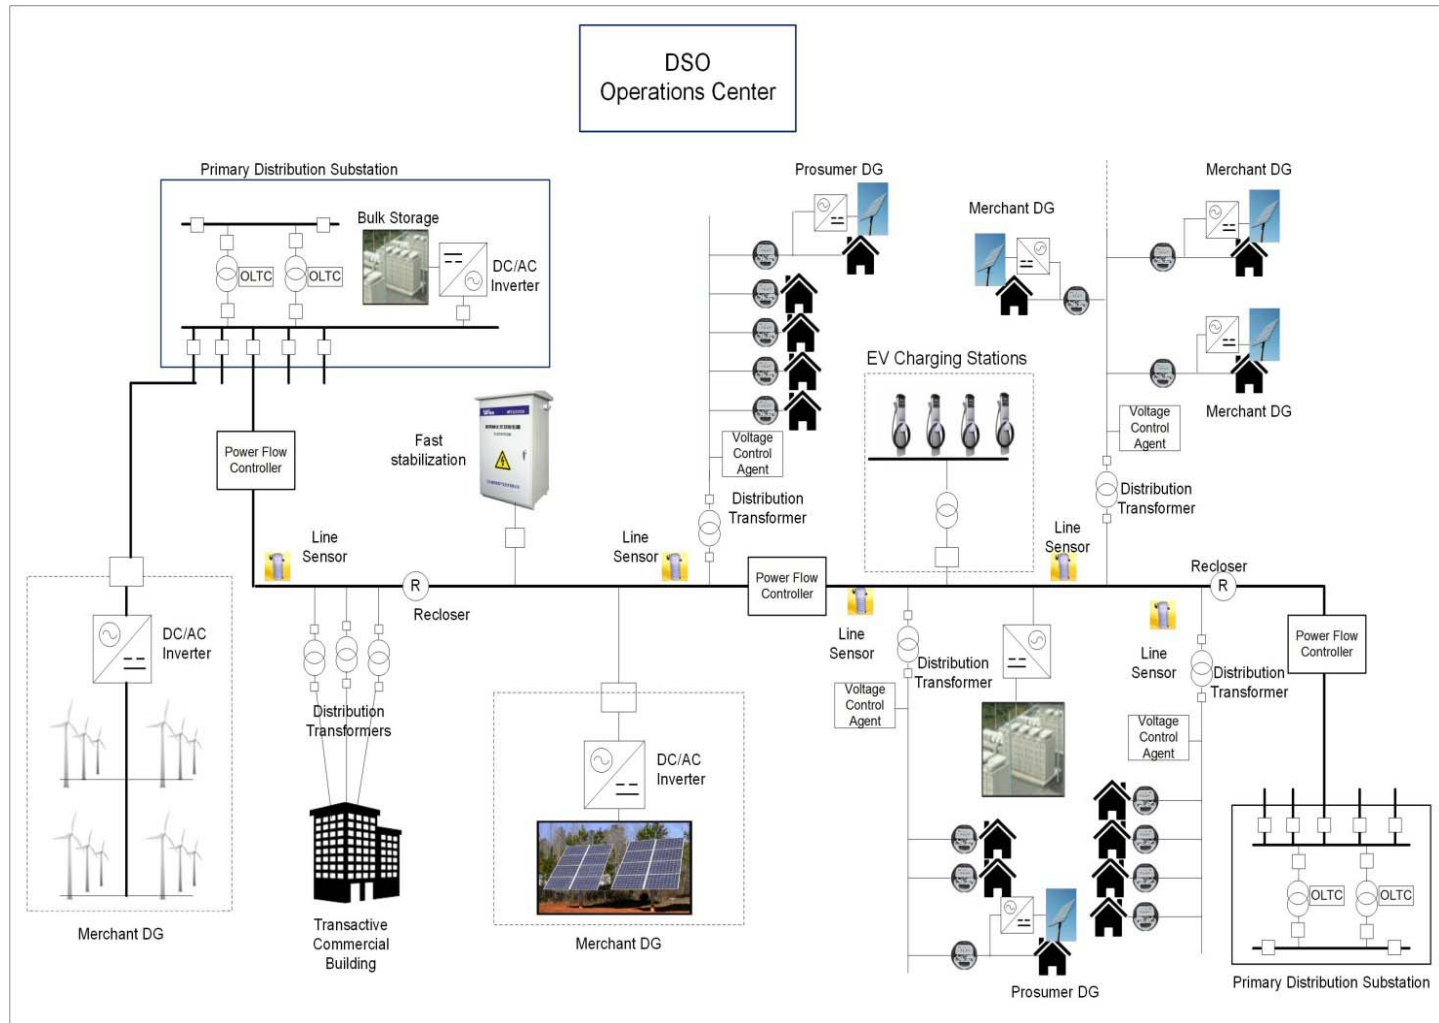 DSO
Operations Center
Primary Distribution Substation
Bulk Storage
OLTC
OLTC
DC/AC
Inverter
Prosumer DG
Merchant DG
Merchant DG
Merchant DG
EV Charging Stations
Voltage
Control
Agent
Voltage
Control
Agent
Power Flow
Controller
Fast
stabilization
Distribution
Transformer
Distribution
Transformer
Line
Sensor
Line
Sensor
Line
Sensor
R
Recloser
Power Flow
Controller
Recloser
R
Line
Sensor
Line
Sensor
Power Flow
Controller
DC/AC
Inverter
Distribution
Transformer
Distribution
Transformer
Voltage
Control
Agent
Voltage
Control
Agent
Distribution
Transformers
DC/AC
Inverter
Merchant DG
Transactive
Commercial
Building
Merchant DG
Prosumer DG
OLTC
OLTC
Primary Distribution Substation